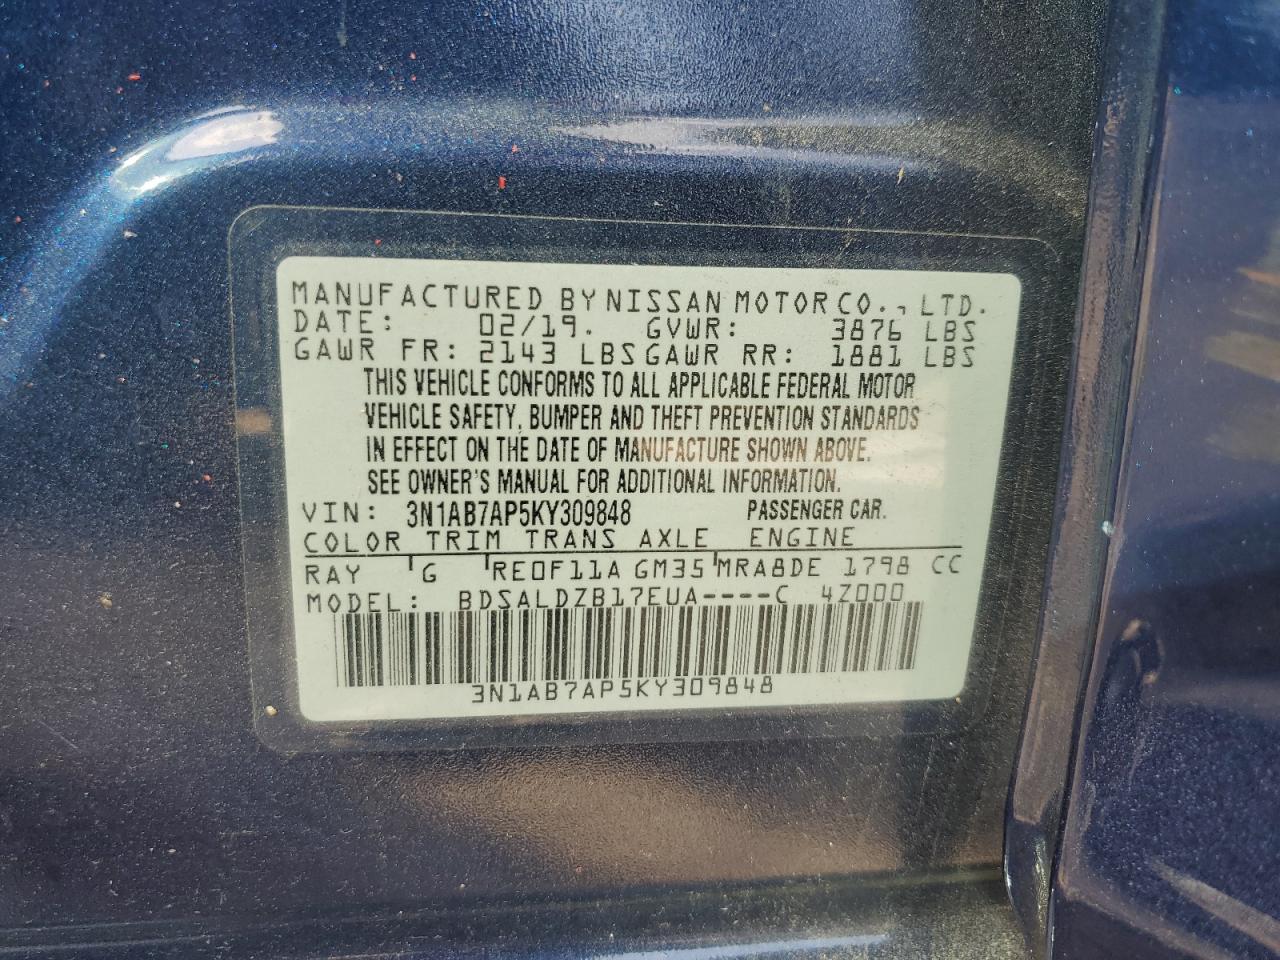 MANUFACTURED BY NISSAN MOTOR CO., LTD.
DATE: 02/19. GVWR: 3876 LBS
GAWR FR: 2143 LBS GAWR RR: 1881 LBS
THIS VEHICLE CONFORMS TO ALL APPLICABLE FEDERAL MOTOR
VEHICLE SAFETY, BUMPER AND THEFT PREVENTION STANDARDS
IN EFFECT ON THE DATE OF MANUFACTURE SHOWN ABOVE.
SEE OWNER'S MANUAL FOR ADDITIONAL INFORMATION.
VIN: 3N1AB7AP5KY309848 PASSENGER CAR.
COLOR TRIM TRANS AXLE ENGINE
RAY G RE0F11A GM35 MRA8DE 1798 CC
MODEL: BDSALDZB17EUA----C 4Z000
3N1AB7AP5KY309848